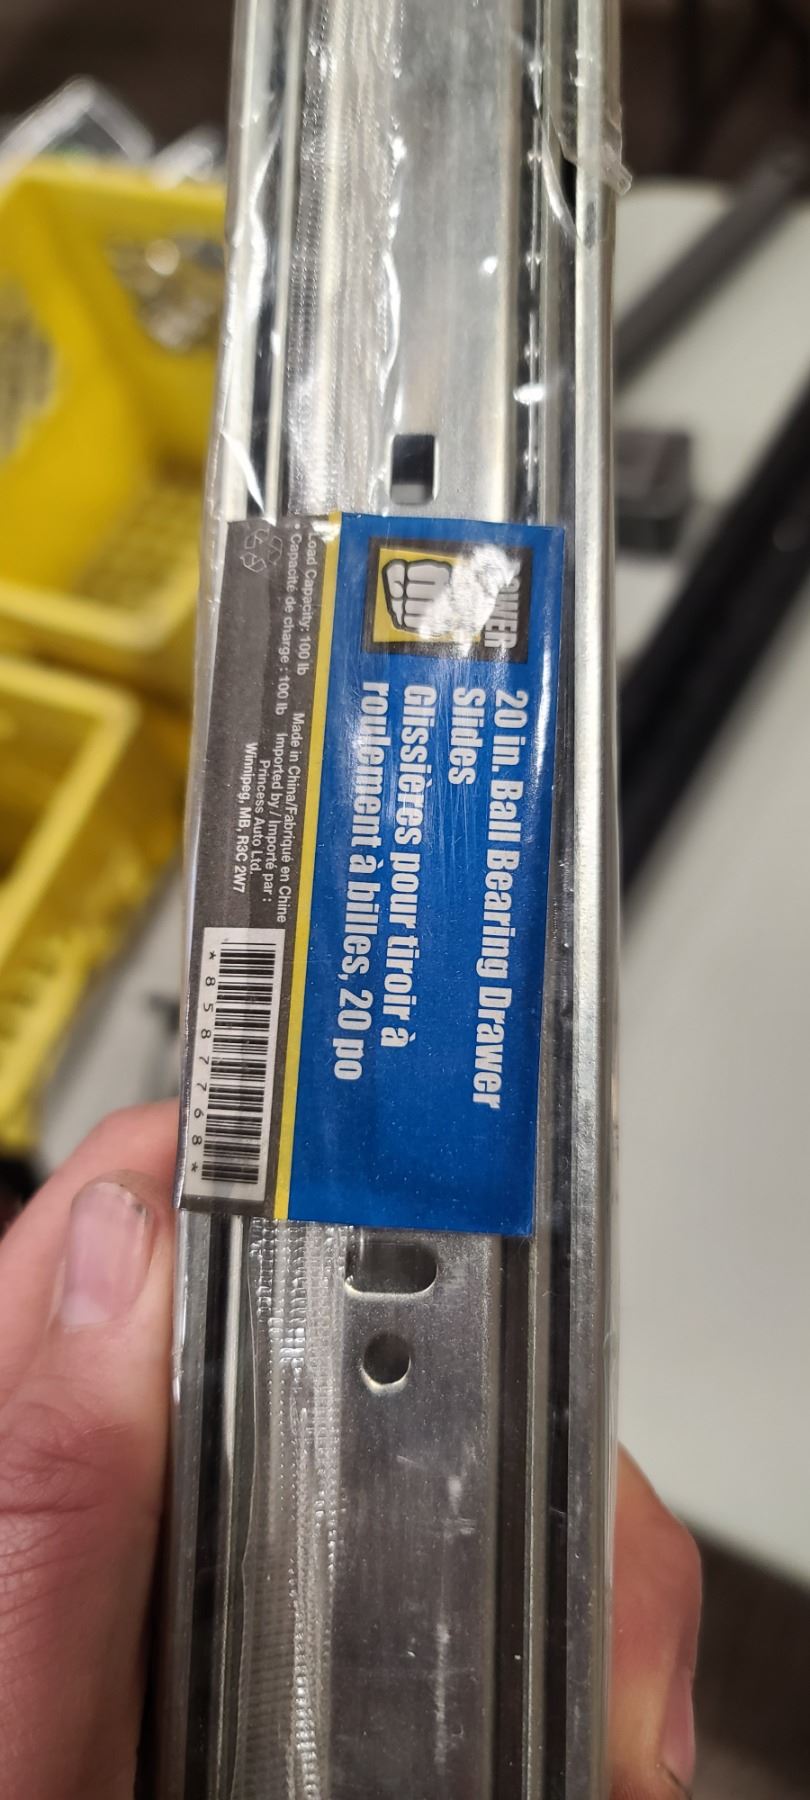 POWER
20 in. Ball Bearing Drawer
Slides
Glissières pour tiroir à
roulement à billes, 20 po
Load Capacity: 100 lb
• Capacité de charge : 100 lb
Made in China/Fabriqué en Chine
Imported by / Importé par :
Princess Auto Ltd.
Winnipeg, MB, R3C 2W7
*8587768*